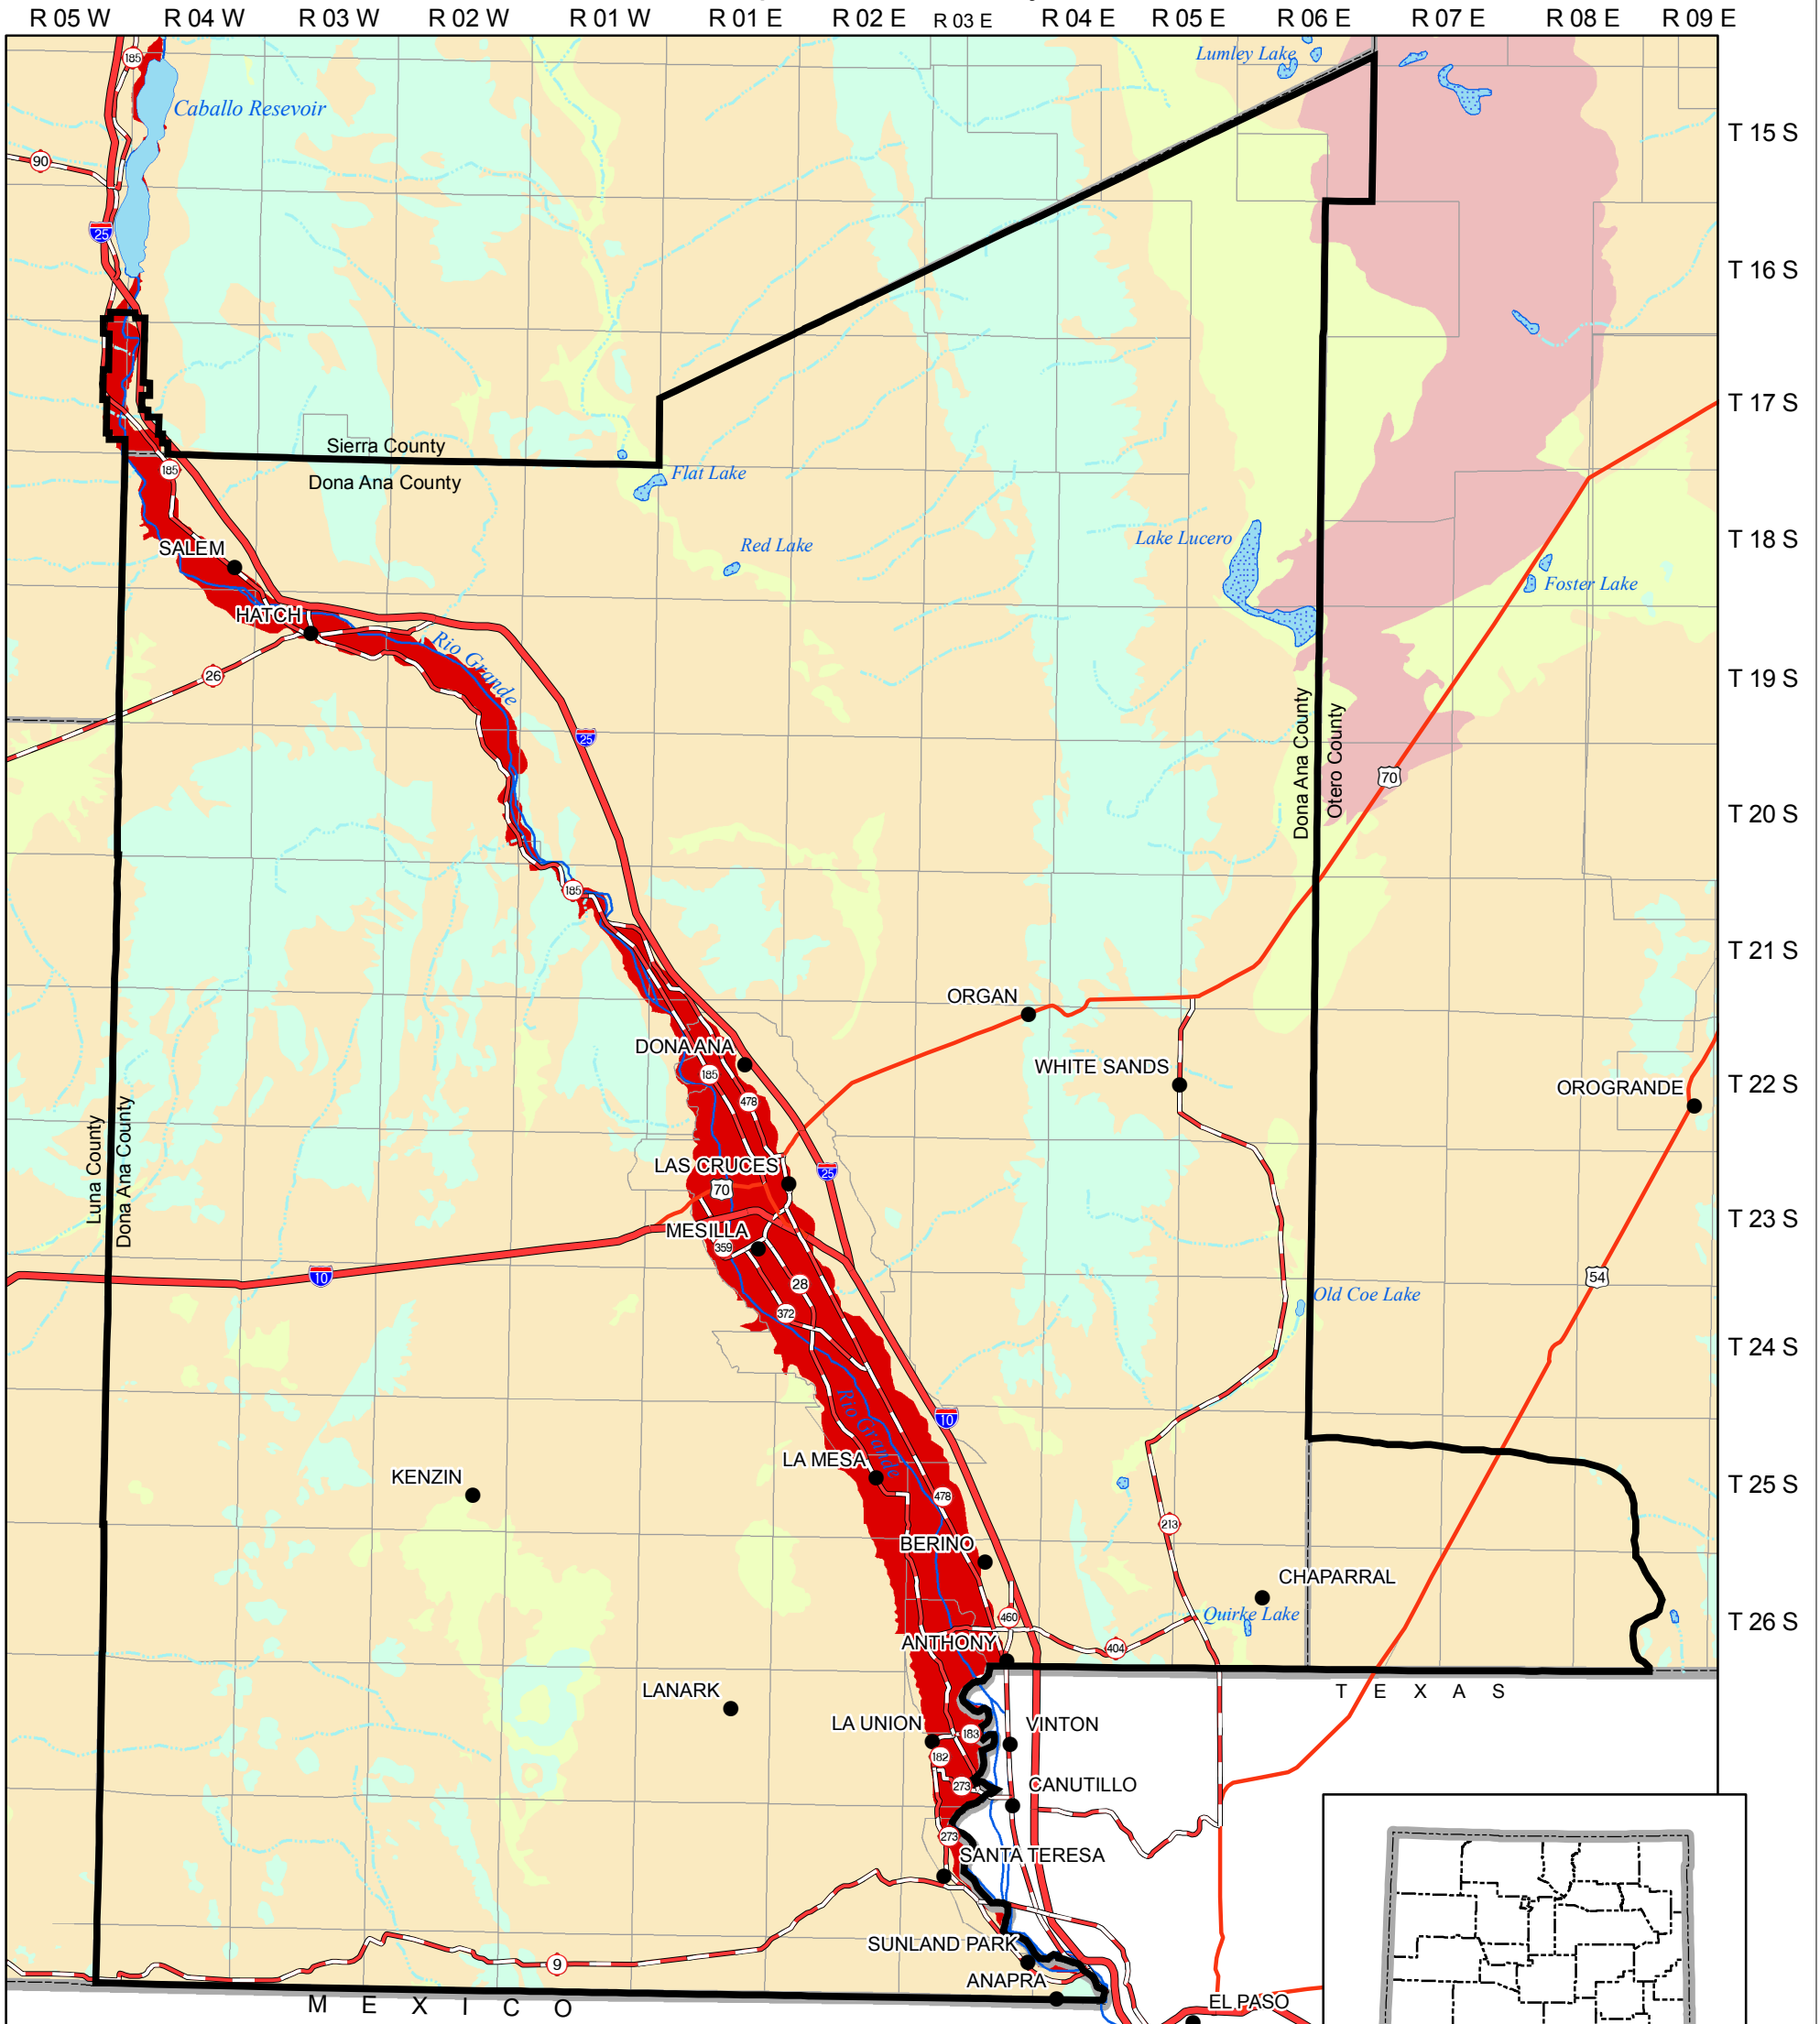 R 05 W R 04 W R 03 W R 02 W R 01 W R 01 E R 02 E R 03 E R 04 E R 05 E R 06 E R 07 E R 08 E R 09 E
185
Lumley Lake
Caballo Resevoir
T 15 S
90
25
T 16 S
T 17 S
Sierra County
185
Flat Lake
Dona Ana County
Lake Lucero
T 18 S
Red Lake
SALEM
Foster Lake
HATCH
Rio Grande
26
T 19 S
25
Dona Ana County
Otero County
70
T 20 S
185
T 21 S
ORGAN
DONA ANA
WHITE SANDS
185
T 22 S
OROGRANDE
478
Luna County
Dona Ana County
LAS CRUCES
25
70
T 23 S
MESILLA
359
10
28
54
Old Coe Lake
372
T 24 S
Rio Grande
10
LA MESA
KENZIN
T 25 S
478
213
BERINO
CHAPARRAL
460
Quirke Lake
T 26 S
ANTHONY
404
LANARK
TEXAS
LA UNION
VINTON
183
182
273
CANUTILLO
273
SANTA TERESA
SUNLAND PARK
9
ANAPRA
MEXICO
EL PASO